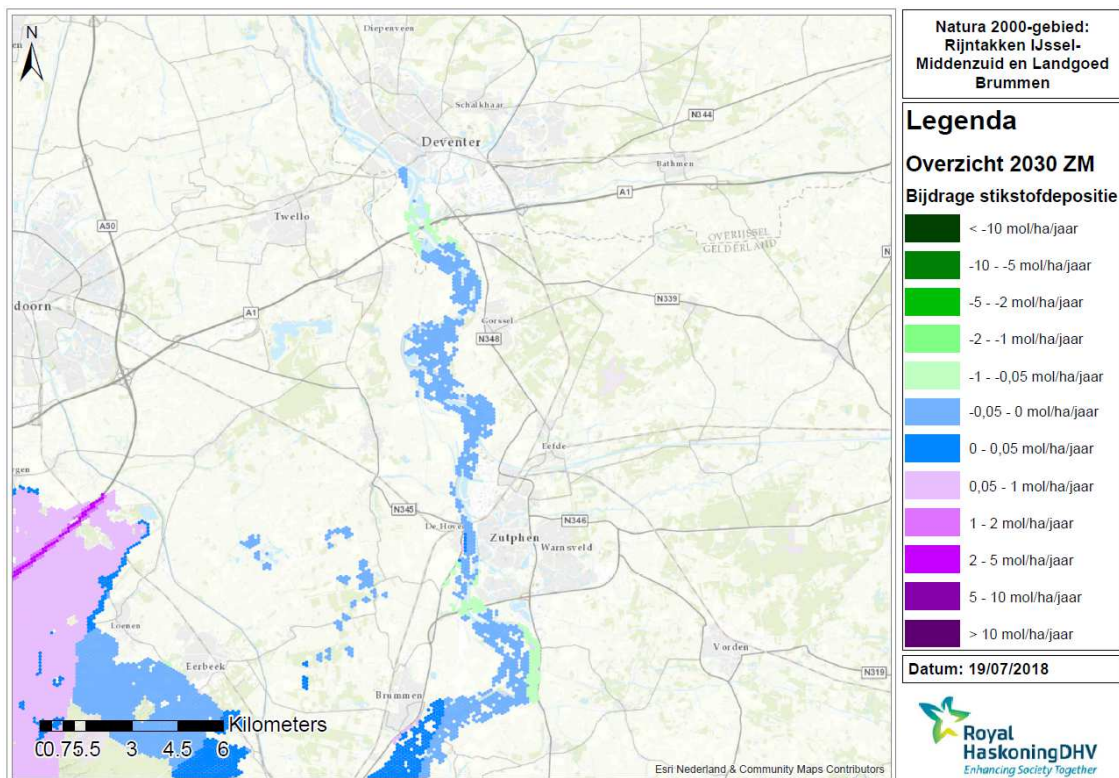 N
Diepenveen
Schalkhaar
N344
Deventer
Bathmen
A1
A50
Twello
OVERIJSSEL
GELDERLAND
doorn
N339
A1
Gorssel
N348
Eefde
N345
De Hove
N346
Zutphen
Warnsveld
Loenen
Eerbeek
Vorden
N319
Brummen
Kilometers
00.75.5 3 4.5 6
Esri Nederland & Community Maps Contributors
Natura 2000-gebied:
Rijntakken IJssel-
Middenzuid en Landgoed
Brummen
Legenda
Overzicht 2030 ZM
Bijdrage stikstofdepositie
< -10 mol/ha/jaar
-10 - -5 mol/ha/jaar
-5 - -2 mol/ha/jaar
-2 - -1 mol/ha/jaar
-1 - -0,05 mol/ha/jaar
-0,05 - 0 mol/ha/jaar
0 - 0,05 mol/ha/jaar
0,05 - 1 mol/ha/jaar
1 - 2 mol/ha/jaar
2 - 5 mol/ha/jaar
5 - 10 mol/ha/jaar
> 10 mol/ha/jaar
Datum: 19/07/2018
Royal
HaskoningDHV
Enhancing Society Together